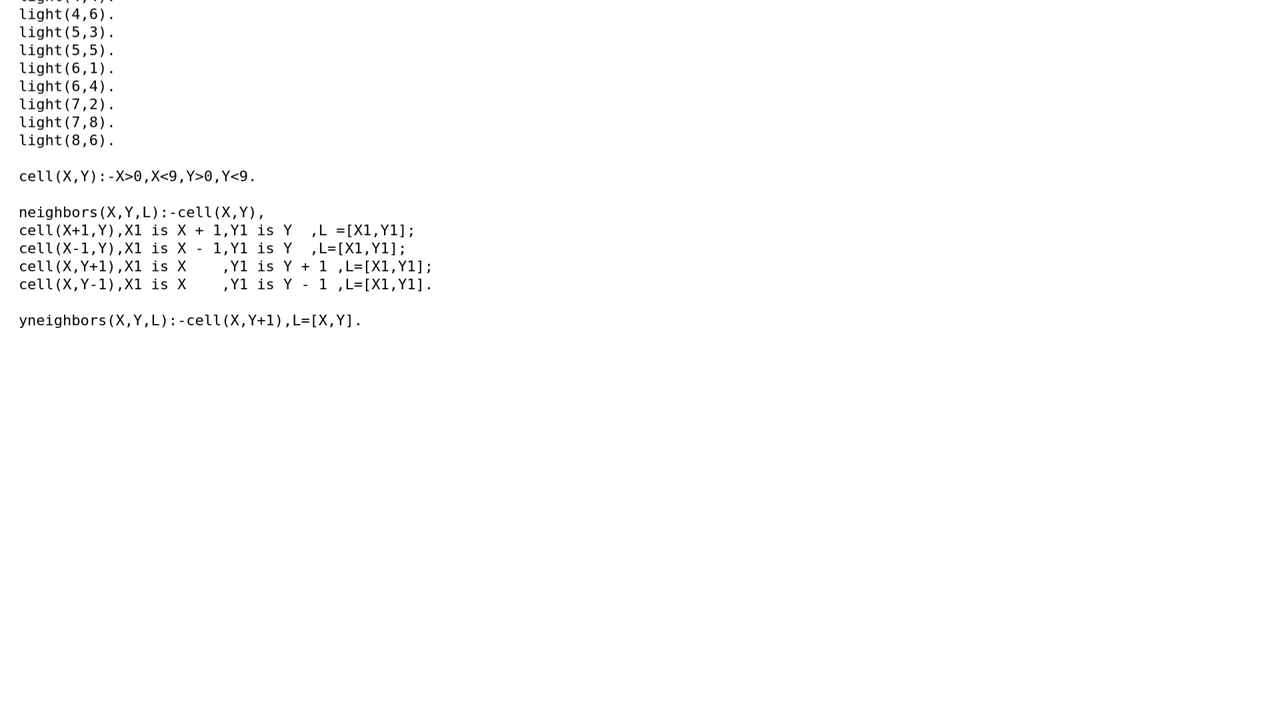 light(4,6).
light(5,3).
light(5,5).
light(6,1).
light(6,4).
light(7,2).
light(7,8).
light(8,6).

cell(X,Y):-X>0,X<9,Y>0,Y<9.

neighbors(X,Y,L):-cell(X,Y),
cell(X+1,Y),X1 is X + 1,Y1 is Y  ,L =[X1,Y1];
cell(X-1,Y),X1 is X - 1,Y1 is Y  ,L=[X1,Y1];
cell(X,Y+1),X1 is X    ,Y1 is Y + 1 ,L=[X1,Y1];
cell(X,Y-1),X1 is X    ,Y1 is Y - 1 ,L=[X1,Y1].

yneighbors(X,Y,L):-cell(X,Y+1),L=[X,Y].